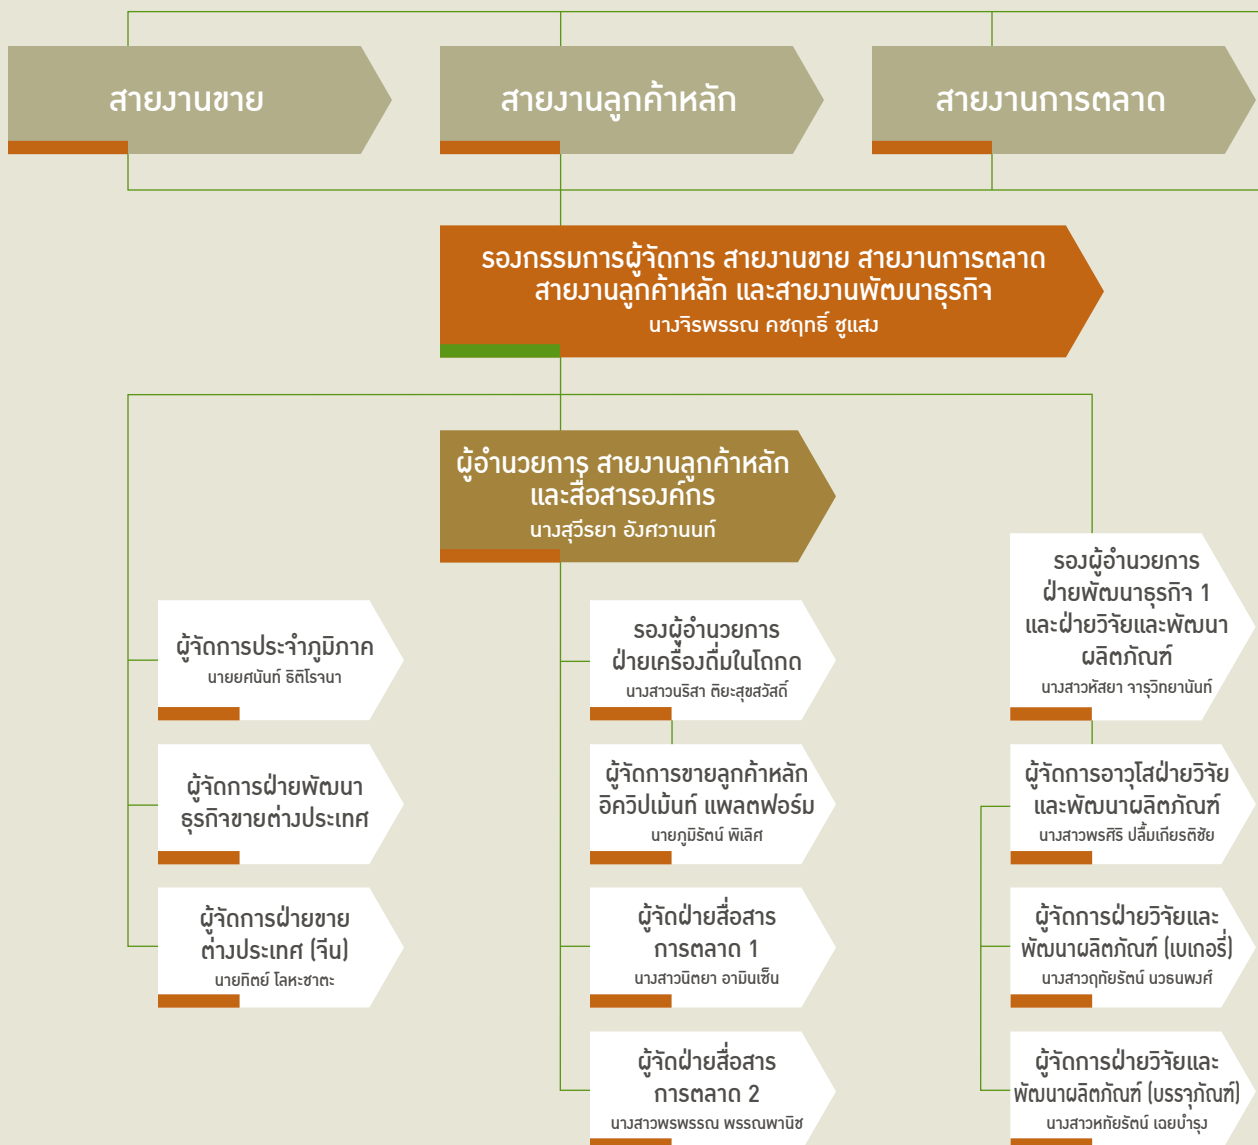 สายงานขาย
สายงานลูกค้าหลัก
สายงานการตลาด
รองกรรมการผู้จัดการ สายงานขาย สายงานการตลาด
สายงานลูกค้าหลัก และสายงานพัฒนาธุรกิจ
นางจิรพรรณ คชฤทธิ์ ชูแสง
ผู้อำนวยการ สายงานลูกค้าหลัก
และสื่อสารองค์กร
นางสุวีรยา อังศวานนท์
ผู้จัดการประจำภูมิภาค
นายยศนันท์ ธิติโรจนา
ผู้จัดการฝ่ายพัฒนา
ธุรกิจขายต่างประเทศ
ผู้จัดการฝ่ายขาย
ต่างประเทศ (จีน)
นายทิตย์ โลหะชาตะ
รองผู้อำนวยการ
ฝ่ายเครื่องดื่มในโถกด
นางสาวนริสา ติยะสุขสวัสดิ์
ผู้จัดการขายลูกค้าหลัก
อิควิปเม้นท์ แพลตฟอร์ม
นายภูมิรัตน์ พิเลิศ
ผู้จัดฝ่ายสื่อสาร
การตลาด 1
นางสาวนิตยา อามินเซ็น
ผู้จัดฝ่ายสื่อสาร
การตลาด 2
นางสาวพรพรรณ พรรณพานิช
รองผู้อำนวยการ
ฝ่ายพัฒนาธุรกิจ 1
และฝ่ายวิจัยและพัฒนา
ผลิตภัณฑ์
นางสาวหัสยา จารุวิทยานันท์
ผู้จัดการอาวุโสฝ่ายวิจัย
และพัฒนาผลิตภัณฑ์
นางสาวพรศิริ ปลื้มเกียรติชัย
ผู้จัดการฝ่ายวิจัยและ
พัฒนาผลิตภัณฑ์ (เบเกอรี่)
นางสาวฤทัยรัตน์ นวธนพงศ์
ผู้จัดการฝ่ายวิจัยและ
พัฒนาผลิตภัณฑ์ (บรรจุภัณฑ์)
นางสาวหทัยรัตน์ เฉยบำรุง